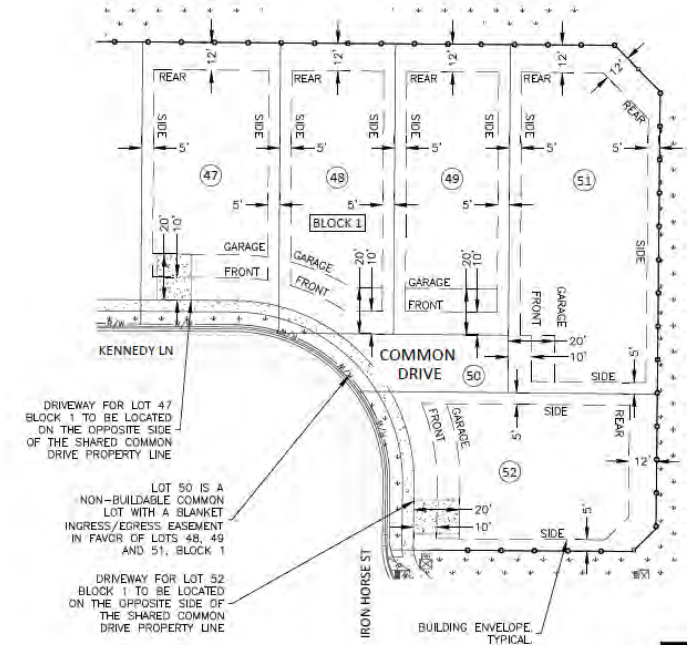 12'
12'
12'
12'
12'
REAR
REAR
REAR
REAR
REAR
SIDE
SIDE
SIDE
SIDE
SIDE
5'
5'
5'
5'
5'
47
48
49
51
5'
5'
5'
BLOCK 1
20'
10'
GARAGE
FRONT
GARAGE
FRONT
20'
10'
GARAGE
FRONT
20'
10'
FRONT
GARAGE
SIDE
20'
10'
5'
SIDE
R/W
R/W
R/W
R/W
KENNEDY LN
COMMON
DRIVE
50
DRIVEWAY FOR LOT 47
BLOCK 1 TO BE LOCATED
ON THE OPPOSITE SIDE
OF THE SHARED COMMON
DRIVE PROPERTY LINE
FRONT
GARAGE
SIDE
5'
REAR
12'
52
LOT 50 IS A
NON-BUILDABLE COMMON
LOT WITH A BLANKET
INGRESS/EGRESS EASEMENT
IN FAVOR OF LOTS 48, 49
AND 51, BLOCK 1
20'
10'
SIDE
5'
DRIVEWAY FOR LOT 52
BLOCK 1 TO BE LOCATED
ON THE OPPOSITE SIDE OF
THE SHARED COMMON
DRIVE PROPERTY LINE
IRON HORSE ST
BUILDING ENVELOPE,
TYPICAL.